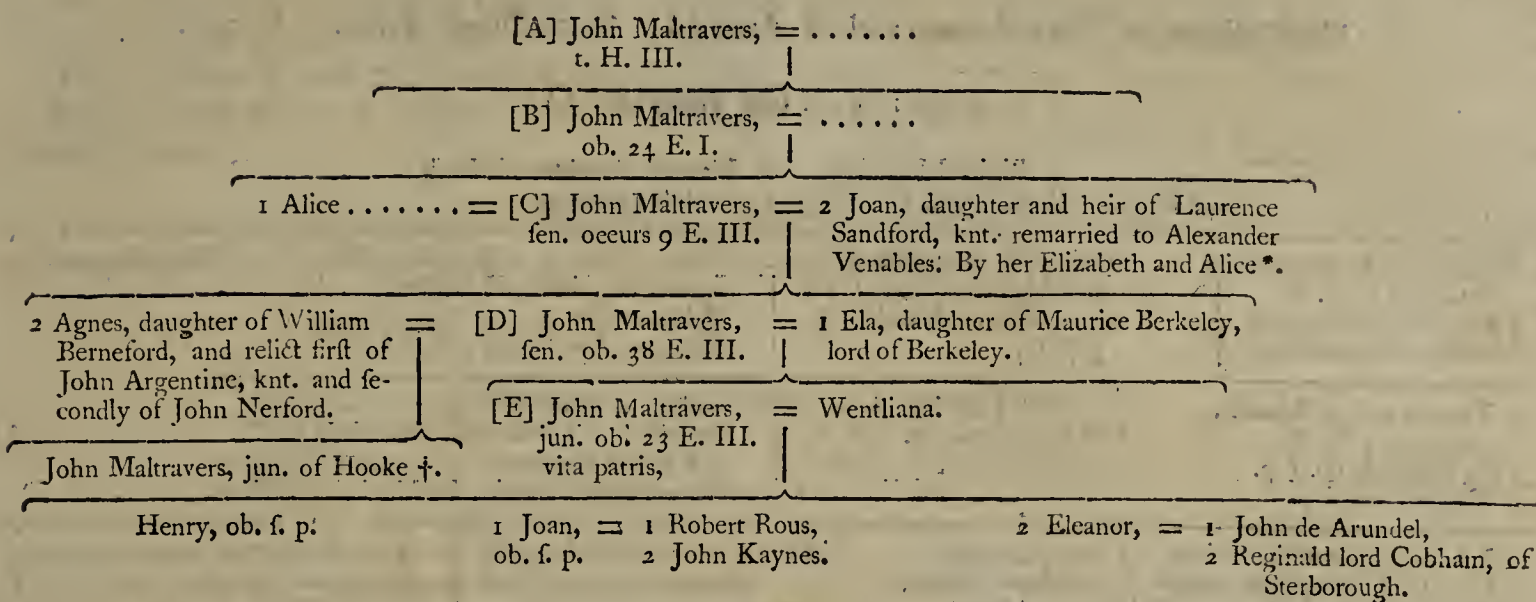 [A] John Maltravers, = . . . . . . .
t. H. III.
[B] John Maltravers, = . . . . . .
ob. 24 E. I.
1 Alice . . . . . . . = [C] John Maltravers, = 2 Joan, daughter and heir of Laurence
ſen. occurs 9 E. III. Sandford, knt. remarried to Alexander
Venables. By her Elizabeth and Alice *.
2 Agnes, daughter of William = [D] John Maltravers, = 1 Ela, daughter of Maurice Berkeley,
Berneford, and relict firſt of ſen. ob. 38 E. III. lord of Berkeley.
John Argentine, knt. and ſe-
condly of John Nerford. [E] John Maltravers, = Wentliana.
jun. ob. 23 E. III.
John Maltravers, jun. of Hooke †. vita patris,
Henry, ob. ſ. p. 1 Joan, = 1 Robert Rous, 2 Eleanor, = 1 John de Arundel,
ob. ſ. p. 2 John Kaynes. 2 Reginald lord Cobham, of
Sterborough.